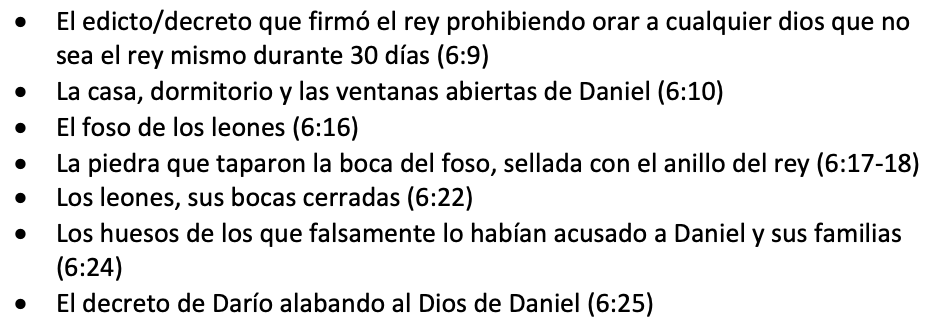 • El edicto/decreto que firmó el rey prohibiendo orar a cualquier dios que no
sea el rey mismo durante 30 días (6:9)
• La casa, dormitorio y las ventanas abiertas de Daniel (6:10)
• El foso de los leones (6:16)
• La piedra que taparon la boca del foso, sellada con el anillo del rey (6:17-18)
• Los leones, sus bocas cerradas (6:22)
• Los huesos de los que falsamente lo habían acusado a Daniel y sus familias
(6:24)
• El decreto de Darío alabando al Dios de Daniel (6:25)